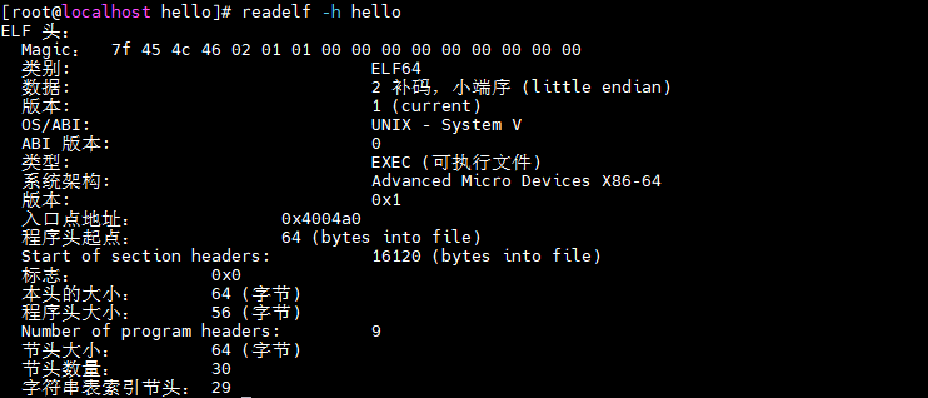 [root@localhost hello]# readelf -h hello
ELF 头：
  Magic：  7f 45 4c 46 02 01 01 00 00 00 00 00 00 00 00 00
  类别:                              ELF64
  数据:                              2 补码，小端序 (little endian)
  版本:                              1 (current)
  OS/ABI:                            UNIX - System V
  ABI 版本:                          0
  类型:                              EXEC (可执行文件)
  系统架构:                          Advanced Micro Devices X86-64
  版本:                              0x1
  入口点地址：              0x4004a0
  程序头起点：              64 (bytes into file)
  Start of section headers:          16120 (bytes into file)
  标志：             0x0
  本头的大小：       64 (字节)
  程序头大小：       56 (字节)
  Number of program headers:         9
  节头大小：         64 (字节)
  节头数量：         30
  字符串表索引节头： 29